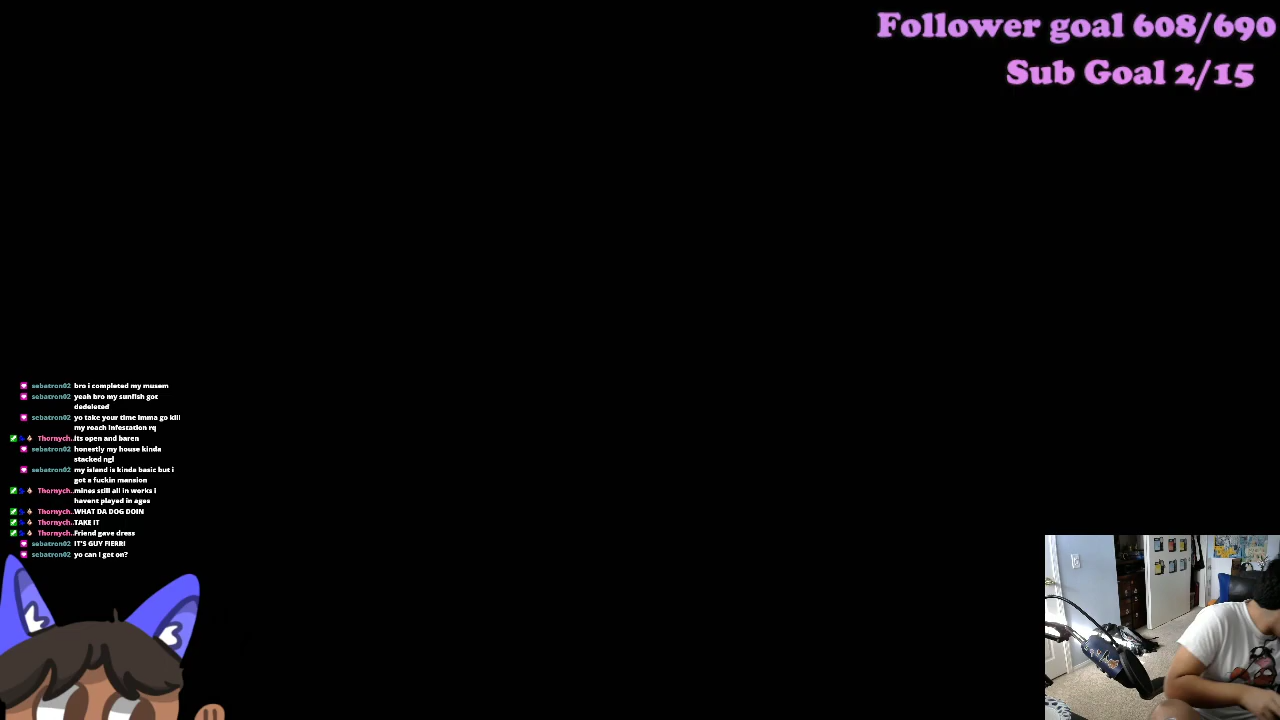 Follower goal 608/690
Sub Goal 2/15
sebatron02 bro i completed my musem
sebatron02 yeah bro my sunfish got
dedeleted
sebatron02 yo take your time imma go kill
my roach infestation rq
Thornych.. its open and baren
sebatron02 honestly my house kinda
stacked ngl
sebatron02 my island is kinda basic but i
got a fuckin mansion
Thornych.. mines still all in works i
havent played in ages
Thornych.. WHAT DA DOG DOIN
Thornych.. TAKE IT
Thornych.. Friend gave dress
sebatron02 IT'S GUY FIERRI
sebatron02 yo can I get on?